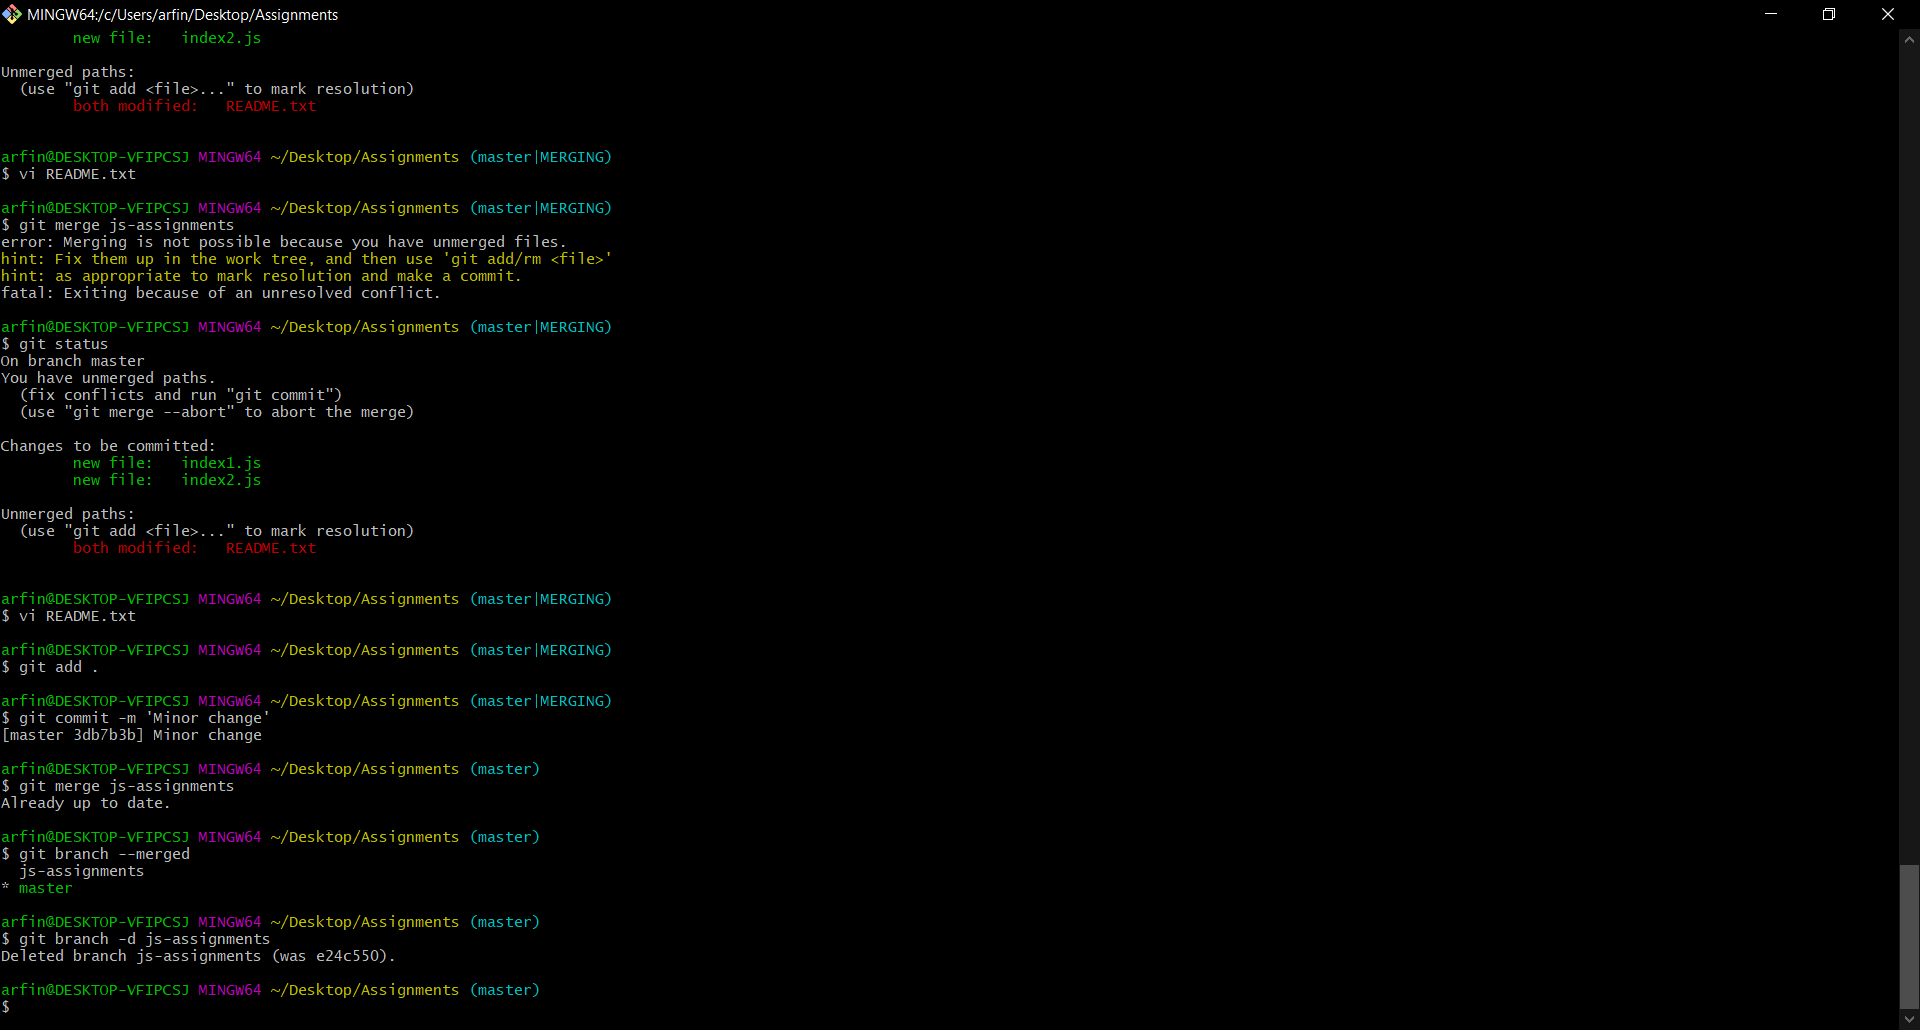 MINGW64:/c/Users/arfin/Desktop/Assignments
new file:   index2.js
Unmerged paths:
(use "git add <file>..." to mark resolution)
both modified:   README.txt
arfin@DESKTOP-VFIPCSJ MINGW64 ~/Desktop/Assignments (master|MERGING)
$ vi README.txt
arfin@DESKTOP-VFIPCSJ MINGW64 ~/Desktop/Assignments (master|MERGING)
$ git merge js-assignments
error: Merging is not possible because you have unmerged files.
hint: Fix them up in the work tree, and then use 'git add/rm <file>'
hint: as appropriate to mark resolution and make a commit.
fatal: Exiting because of an unresolved conflict.
arfin@DESKTOP-VFIPCSJ MINGW64 ~/Desktop/Assignments (master|MERGING)
$ git status
On branch master
You have unmerged paths.
(fix conflicts and run "git commit")
(use "git merge --abort" to abort the merge)
Changes to be committed:
new file:   index1.js
new file:   index2.js
Unmerged paths:
(use "git add <file>..." to mark resolution)
both modified:   README.txt
arfin@DESKTOP-VFIPCSJ MINGW64 ~/Desktop/Assignments (master|MERGING)
$ vi README.txt
arfin@DESKTOP-VFIPCSJ MINGW64 ~/Desktop/Assignments (master|MERGING)
$ git add .
arfin@DESKTOP-VFIPCSJ MINGW64 ~/Desktop/Assignments (master|MERGING)
$ git commit -m 'Minor change'
[master 3db7b3b] Minor change
arfin@DESKTOP-VFIPCSJ MINGW64 ~/Desktop/Assignments (master)
$ git merge js-assignments
Already up to date.
arfin@DESKTOP-VFIPCSJ MINGW64 ~/Desktop/Assignments (master)
$ git branch --merged
js-assignments
* master
arfin@DESKTOP-VFIPCSJ MINGW64 ~/Desktop/Assignments (master)
$ git branch -d js-assignments
Deleted branch js-assignments (was e24c550).
arfin@DESKTOP-VFIPCSJ MINGW64 ~/Desktop/Assignments (master)
$